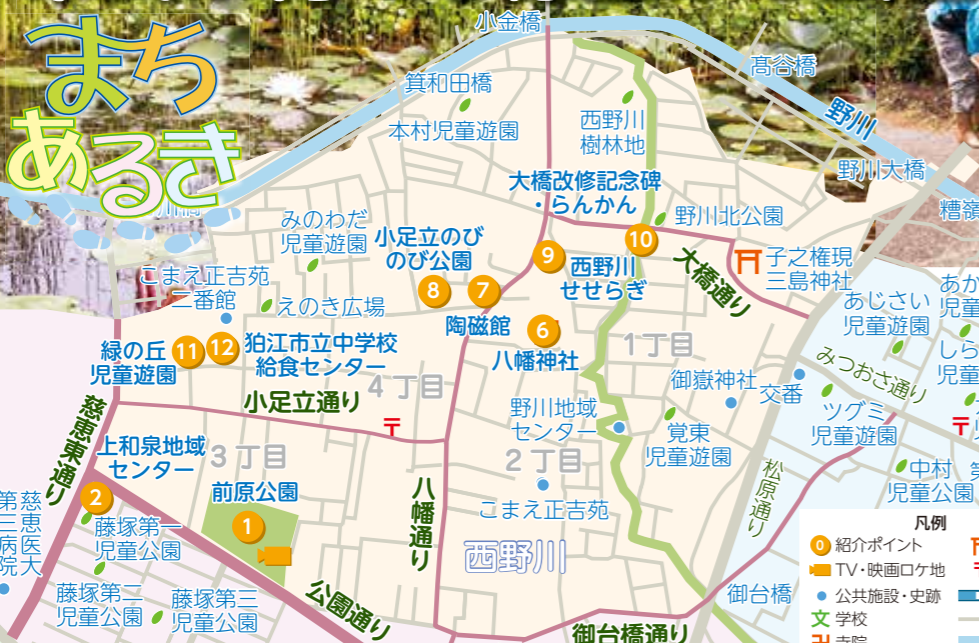 まち
あるき
小金橋
高谷橋
箕和田橋
本村児童遊園
西野川
樹林地
野川
野川大橋
大橋改修記念碑
・らんかん
野川北公園
みのわだ
児童遊園
小足立のび
のび公園
9
10
西野川
せせらぎ
大橋通り
子之権現
三島神社
こまえ正吉苑
二番館
えのき広場
8
7
陶磁館
6
八幡神社
1丁目
あじさい
児童遊園
みつおさ通り
緑の丘
児童遊園
11
12
狛江市立中学校
給食センター
4丁目
小足立通り
御嶽神社
交番
ツグミ
児童遊園
野川地域
センター
覚東
児童遊園
慈恵東通り
上和泉地域
センター
3丁目
2丁目
八幡通り
松原通り
中村
児童公園
2
前原公園
1
こまえ正吉苑
西野川
慈恵医大
第三病院
藤塚第一
児童公園
藤塚第二
児童公園
藤塚第三
児童公園
公園通り
御台橋
御台橋通り
凡例
0 紹介ポイント
TV・映画ロケ地
公共施設・史跡
文 学校